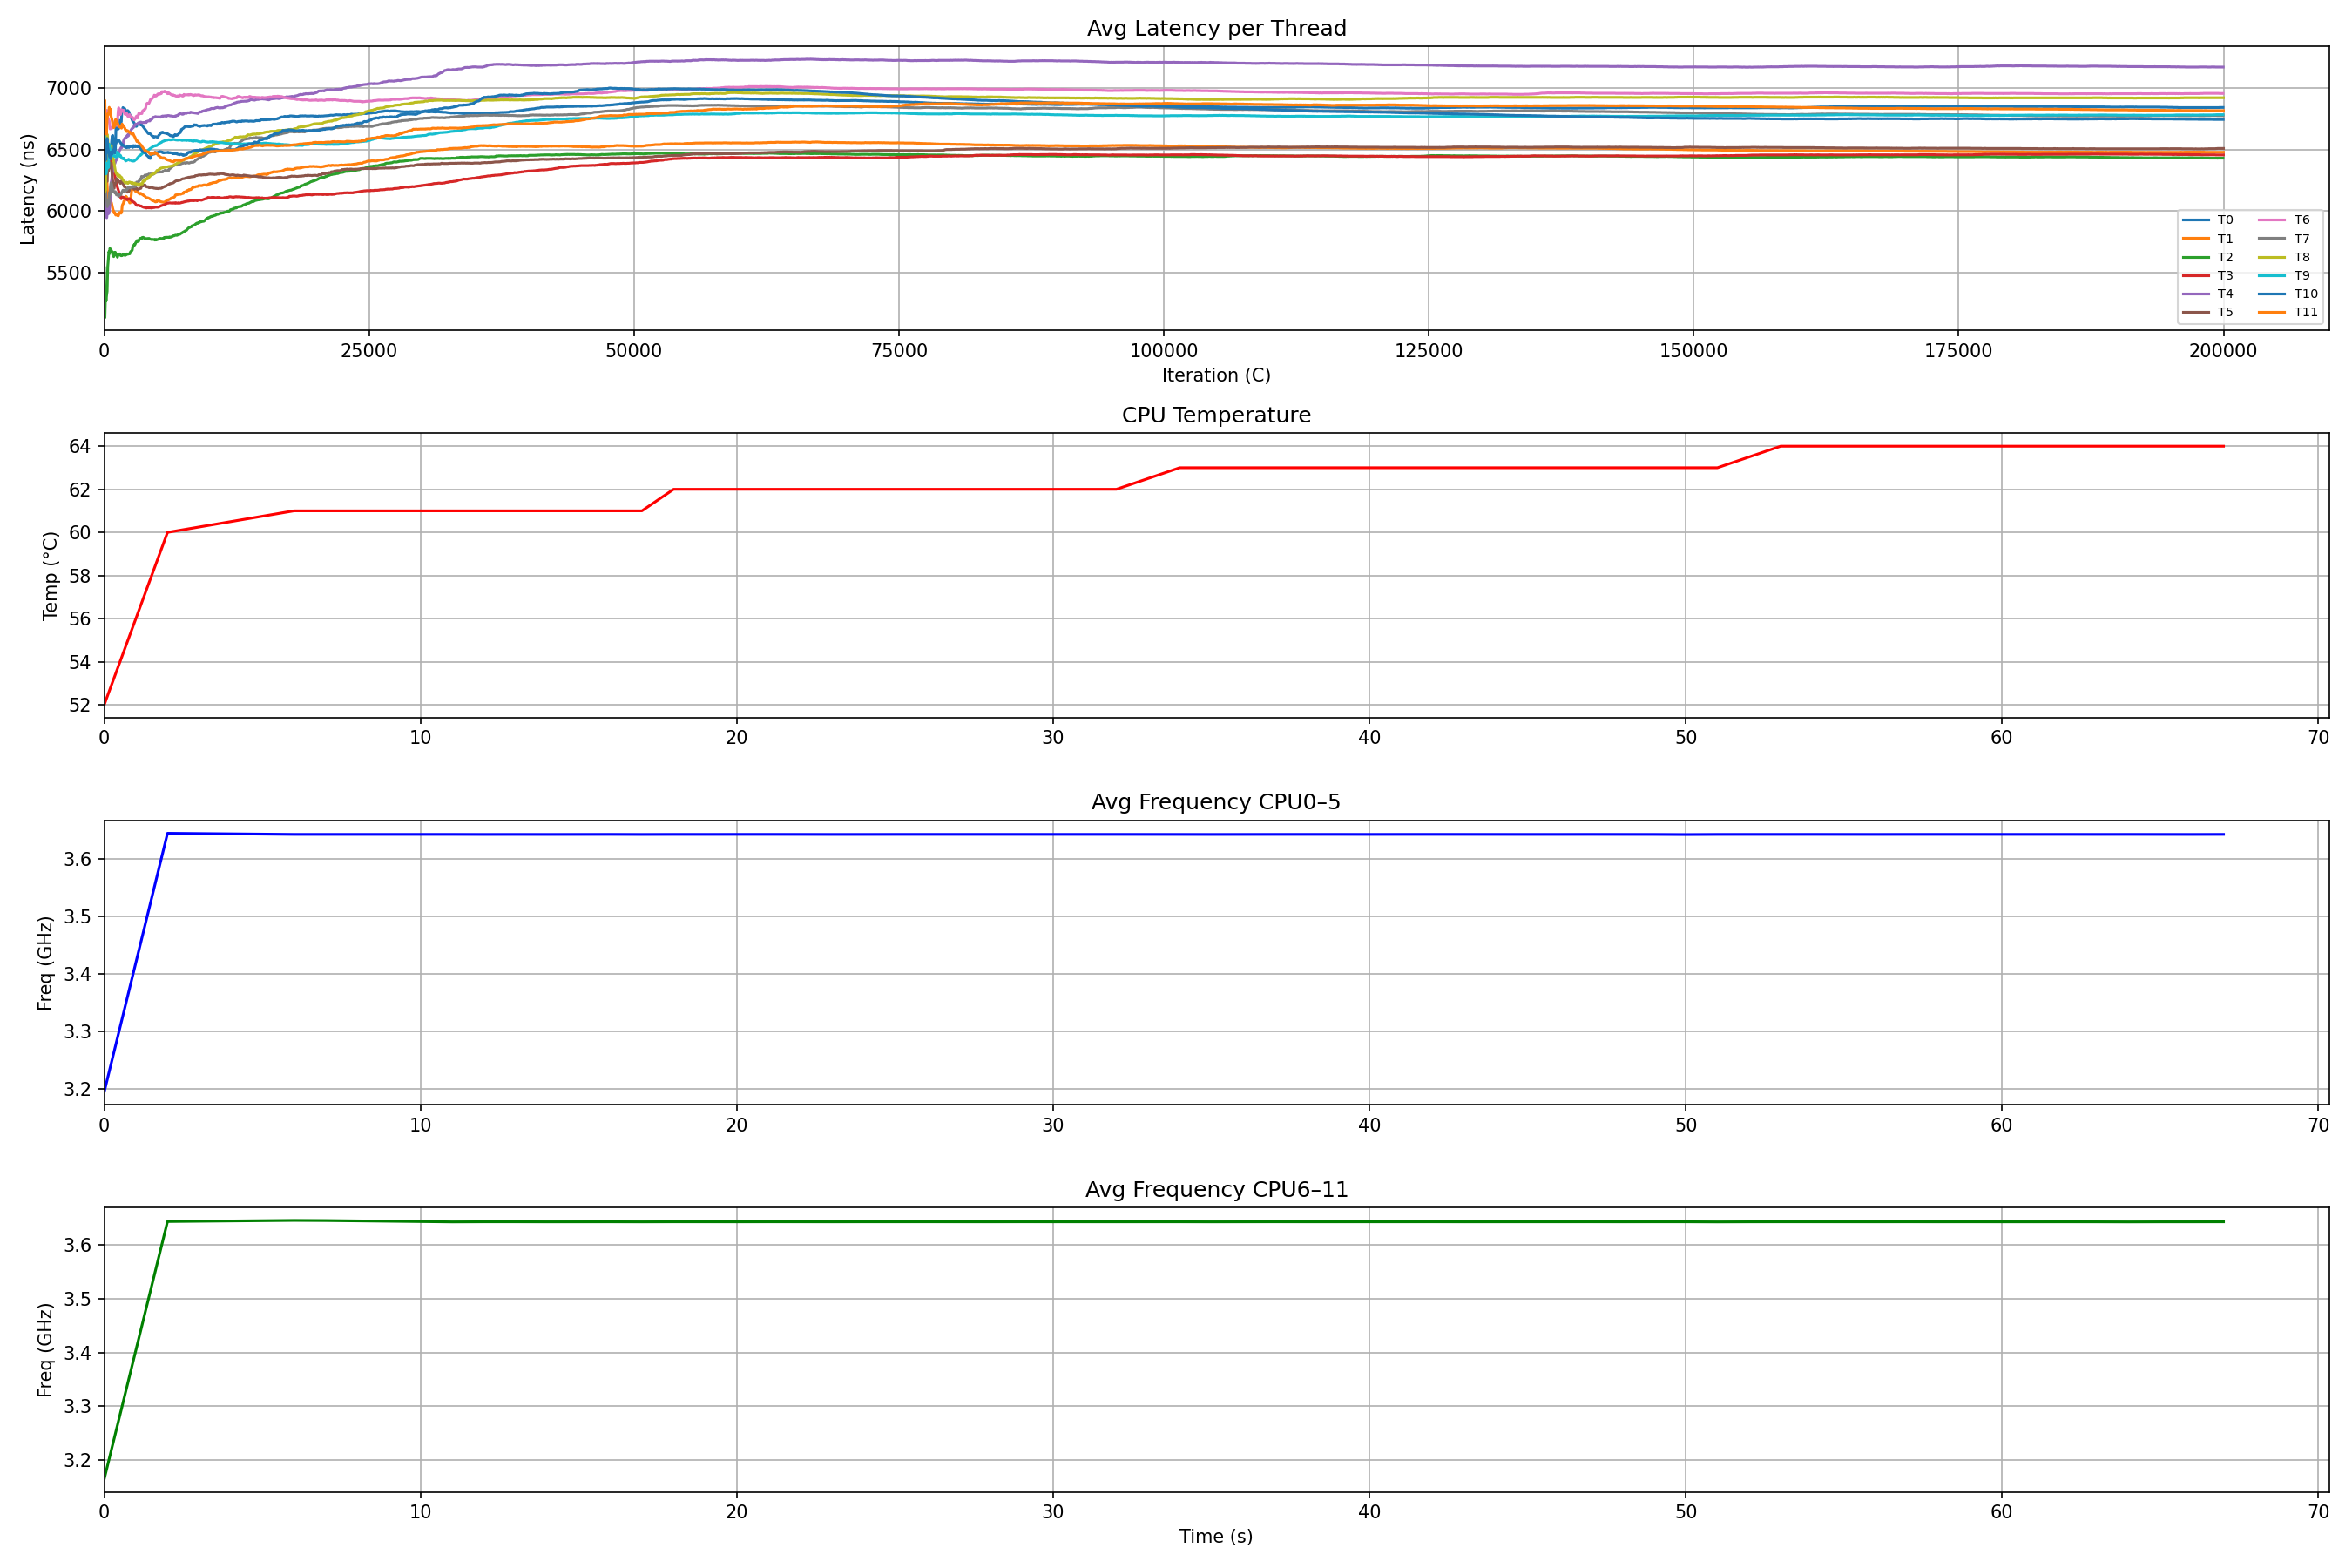 Avg Latency per Thread
Latency (ns)
7000
6500
6000
5500
T0 T6
T1 T7
T2 T8
T3 T9
T4 T10
T5 T11
0 25000 50000 75000 100000 125000 150000 175000 200000
Iteration (C)
CPU Temperature
Temp (°C)
64
62
60
58
56
54
52
0 10 20 30 40 50 60 70
Avg Frequency CPU0–5
Freq (GHz)
3.6
3.5
3.4
3.3
3.2
0 10 20 30 40 50 60 70
Avg Frequency CPU6–11
Freq (GHz)
3.6
3.5
3.4
3.3
3.2
0 10 20 30 40 50 60 70
Time (s)